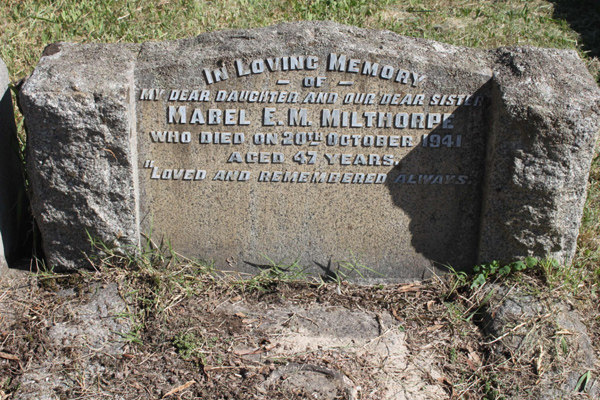 IN LOVING MEMORY
– OF –
MY DEAR DAUGHTER AND OUR DEAR SISTER
MABEL E. M. MILTHORPE
WHO DIED ON 20TH OCTOBER 1941.
AGED 47 YEARS.
"LOVED AND REMEMBERED ALWAYS.